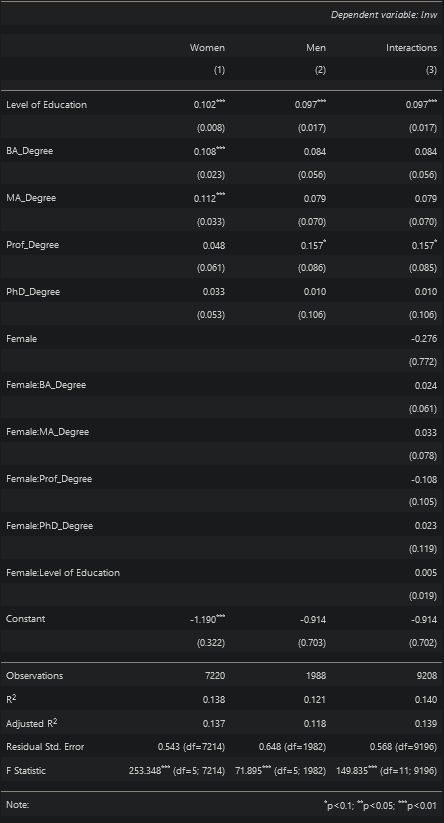 Dependent variable: lnw
Women Men Interactions
(1) (2) (3)
Level of Education 0.102*** 0.097*** 0.097***
(0.008) (0.017) (0.017)
BA_Degree 0.108*** 0.084 0.084
(0.023) (0.056) (0.056)
MA_Degree 0.112*** 0.079 0.079
(0.033) (0.070) (0.070)
Prof_Degree 0.048 0.157* 0.157*
(0.061) (0.086) (0.085)
PhD_Degree 0.033 0.010 0.010
(0.053) (0.106) (0.106)
Female -0.276
(0.772)
Female:BA_Degree 0.024
(0.061)
Female:MA_Degree 0.033
(0.078)
Female:Prof_Degree -0.108
(0.105)
Female:PhD_Degree 0.023
(0.119)
Female:Level of Education 0.005
(0.019)
Constant -1.190*** -0.914 -0.914
(0.322) (0.703) (0.702)
Observations 7220 1988 9208
R2 0.138 0.121 0.140
Adjusted R2 0.137 0.118 0.139
Residual Std. Error 0.543 (df=7214) 0.648 (df=1982) 0.568 (df=9196)
F Statistic 253.348*** (df=5; 7214) 71.895*** (df=5; 1982) 149.835*** (df=11; 9196)
Note: *p<0.1; **p<0.05; ***p<0.01